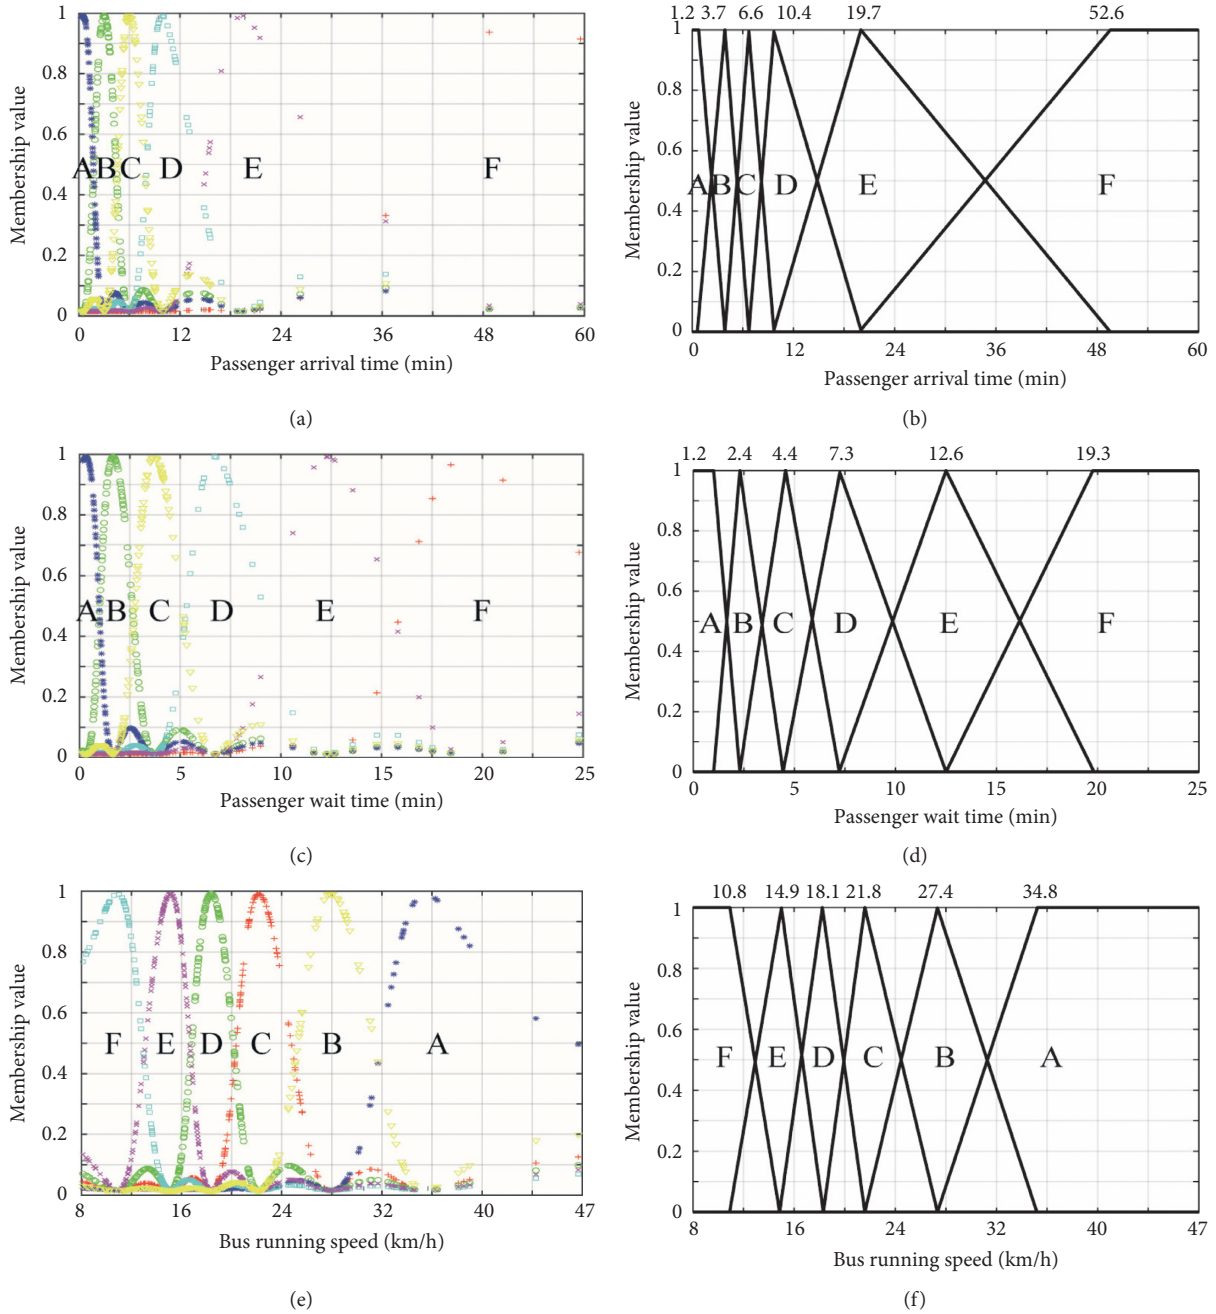 1
0.8
0.6
0.4
0.2
0
Membership value
A B C D E F
0 12 24 36 48 60
Passenger arrival time (min)
(a)
1.2 3.7 6.6 10.4 19.7 52.6
1
0.8
0.6
0.4
0.2
0
Membership value
A B C D E F
0 12 24 36 48 60
Passenger arrival time (min)
(b)
1
0.8
0.6
0.4
0.2
0
Membership value
A B C D E F
0 5 10 15 20 25
Passenger wait time (min)
(c)
1.2 2.4 4.4 7.3 12.6 19.3
1
0.8
0.6
0.4
0.2
0
Membership value
A B C D E F
0 5 10 15 20 25
Passenger wait time (min)
(d)
1
0.8
0.6
0.4
0.2
0
Membership value
F E D C B A
8 16 24 32 40 47
Bus running speed (km/h)
(e)
10.8 14.9 18.1 21.8 27.4 34.8
1
0.8
0.6
0.4
0.2
0
Membership value
F E D C B A
8 16 24 32 40 47
Bus running speed (km/h)
(f)